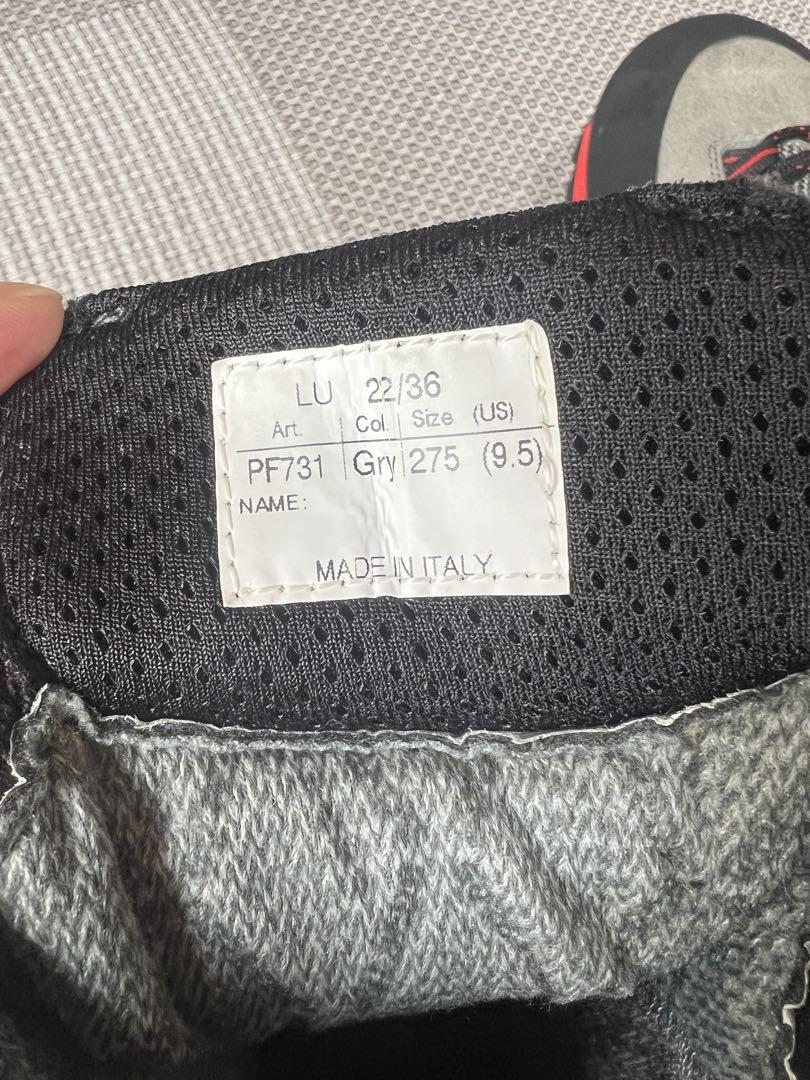 LU 22/36
Art. Col. Size (US)
PF731 Gry 275 (9.5)
NAME:
MADE IN ITALY